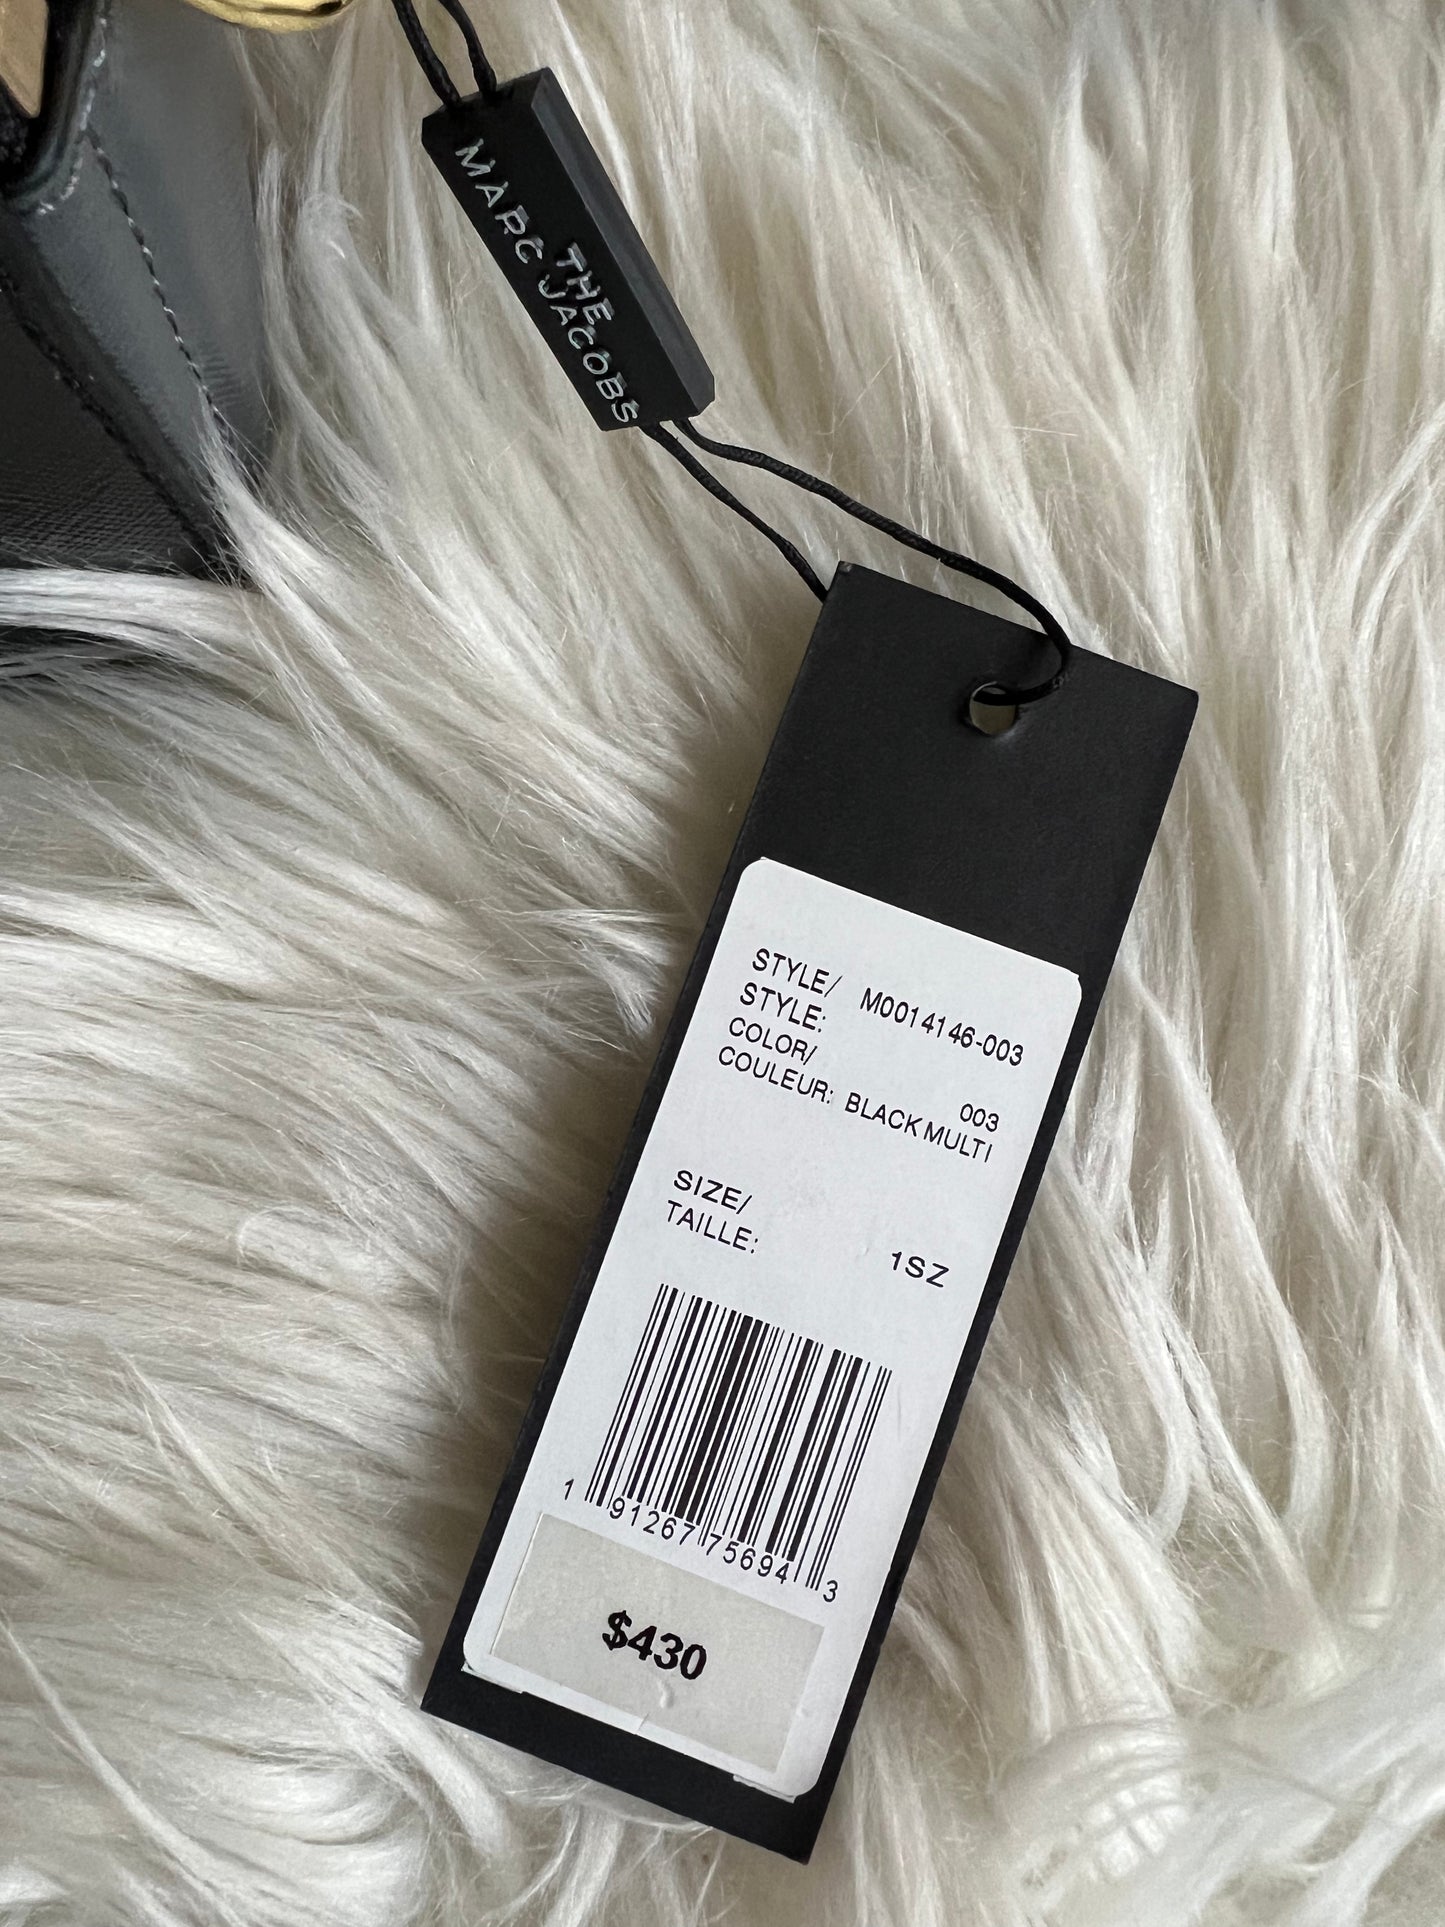 THE
MARC JACOBS
STYLE/
STYLE: M0014146-003
COLOR/
003
COULEUR: BLACK MULTI
SIZE/
TAILLE: 1SZ
1 91267 75694 3
$430